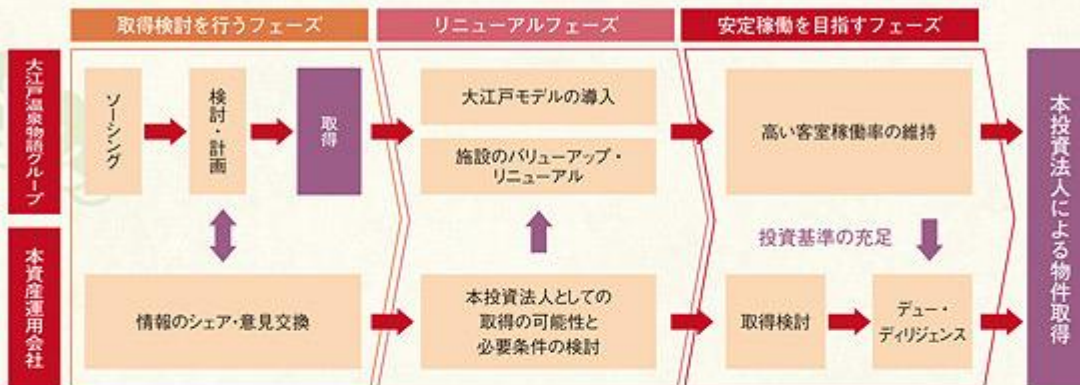 取得検討を行うフェーズ
リニューアルフェーズ
安定稼働を目指すフェーズ
大江戸温泉物語グループ
ソーシング
検討・計画
取得
大江戸モデルの導入
施設のバリューアップ・
リニューアル
高い客室稼働率の維持
投資基準の充足
本資産運用会社
情報のシェア・意見交換
本投資法人としての
取得の可能性と
必要条件の検討
取得検討
デュー・
ディリジェンス
本投資法人による物件取得